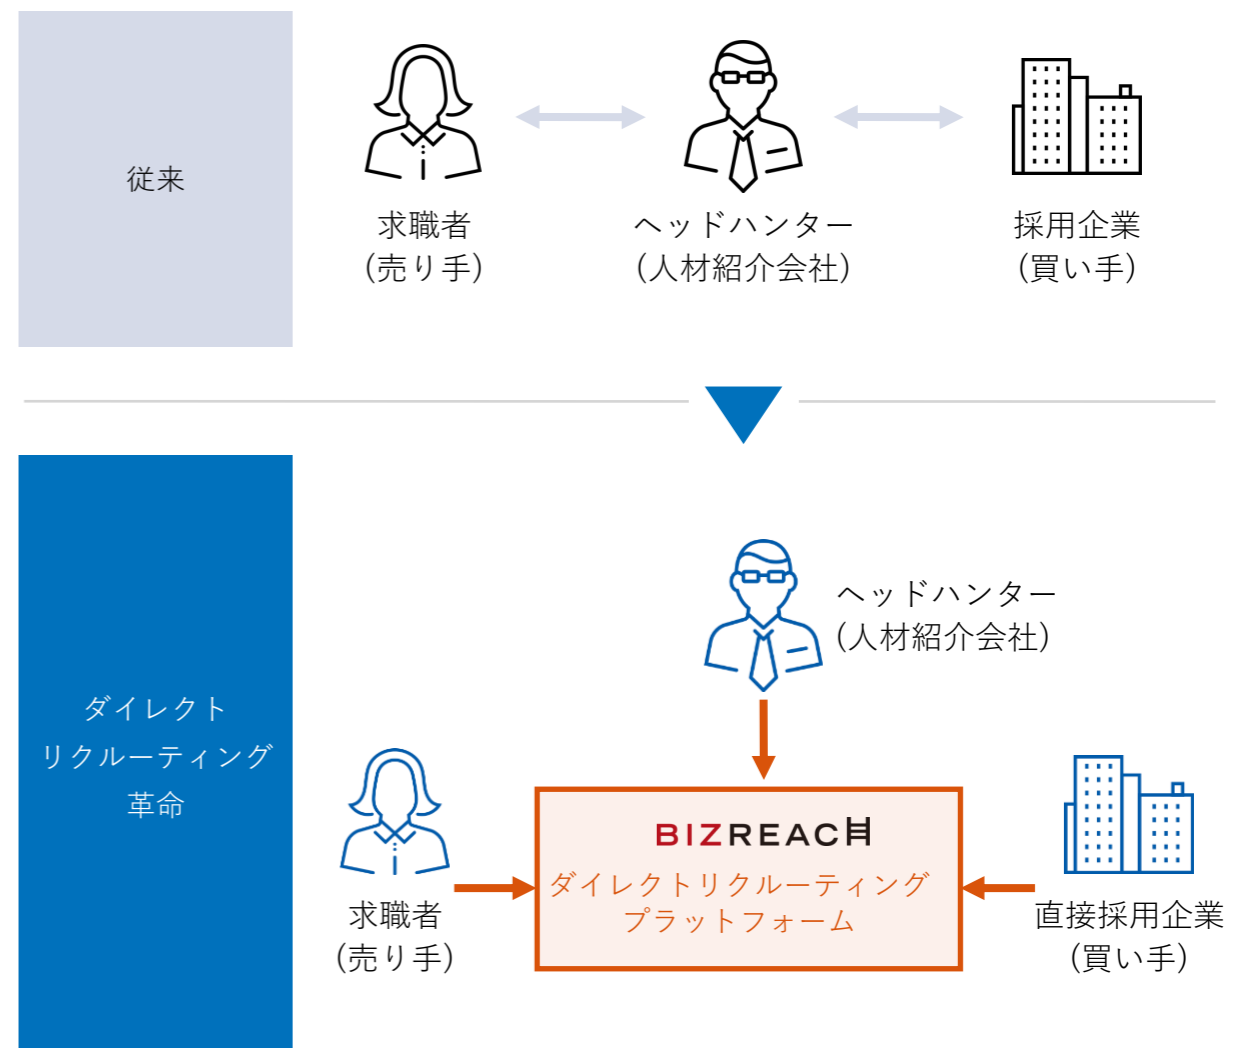 従来
求職者
(売り手)
ヘッドハンター
(人材紹介会社)
採用企業
(買い手)
ダイレクト
リクルーティング
革命
ヘッドハンター
(人材紹介会社)
求職者
(売り手)
BIZREACH
ダイレクトリクルーティング
プラットフォーム
直接採用企業
(買い手)